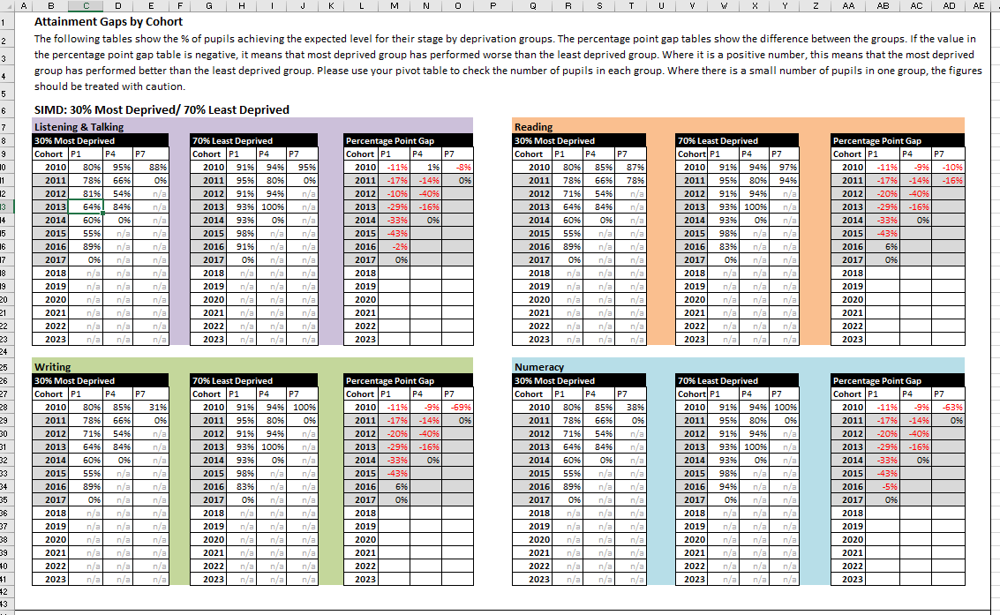 A B C D E F G H I J K L M N O P Q R S T U V W X Y Z AA AB AC AD AE
1 Attainment Gaps by Cohort
2 The following tables show the % of pupils achieving the expected level for their stage by deprivation groups. The percentage point gap tables show the difference between the groups. If the value in
3 the percentage point gap table is negative, it means that most deprived group has performed worse than the least deprived group. Where it is a positive number, this means that the most deprived
4 group has performed better than the least deprived group. Please use your pivot table to check the number of pupils in each group. Where there is a small number of pupils in one group, the figures
5 should be treated with caution.
6 SIMD: 30% Most Deprived/ 70% Least Deprived
7 Listening & Talking Reading
8 30% Most Deprived 70% Least Deprived Percentage Point Gap 30% Most Deprived 70% Least Deprived Percentage Point Gap
9 Cohort P1 P4 P7 Cohort P1 P4 P7 Cohort P1 P4 P7 Cohort P1 P4 P7 Cohort P1 P4 P7 Cohort P1 P4 P7
2010 80% 95% 88% 2010 91% 94% 95% 2010 -11% 1% -8% 2010 80% 85% 87% 2010 91% 94% 97% 2010 -11% -9% -10%
2011 78% 66% 0% 2011 95% 80% 0% 2011 -17% -14% 0% 2011 78% 66% 78% 2011 95% 80% 94% 2011 -17% -14% -16%
2012 81% 54% n/a 2012 91% 94% n/a 2012 -10% -40% 2012 71% 54% n/a 2012 91% 94% n/a 2012 -20% -40%
2013 64% 84% n/a 2013 93% 100% n/a 2013 -29% -16% 2013 64% 84% n/a 2013 93% 100% n/a 2013 -29% -16%
2014 60% 0% n/a 2014 93% 0% n/a 2014 -33% 0% 2014 60% 0% n/a 2014 93% 0% n/a 2014 -33% 0%
2015 55% n/a n/a 2015 98% n/a n/a 2015 -43% 2015 55% n/a n/a 2015 98% n/a n/a 2015 -43%
2016 89% n/a n/a 2016 91% n/a n/a 2016 -2% 2016 89% n/a n/a 2016 83% n/a n/a 2016 6%
2017 0% n/a n/a 2017 0% n/a n/a 2017 0% 2017 0% n/a n/a 2017 0% n/a n/a 2017 0%
2018 n/a n/a n/a 2018 n/a n/a n/a 2018 2018 n/a n/a n/a 2018 n/a n/a n/a 2018
2019 n/a n/a n/a 2019 n/a n/a n/a 2019 2019 n/a n/a n/a 2019 n/a n/a n/a 2019
2020 n/a n/a n/a 2020 n/a n/a n/a 2020 2020 n/a n/a n/a 2020 n/a n/a n/a 2020
2021 n/a n/a n/a 2021 n/a n/a n/a 2021 2021 n/a n/a n/a 2021 n/a n/a n/a 2021
2022 n/a n/a n/a 2022 n/a n/a n/a 2022 2022 n/a n/a n/a 2022 n/a n/a n/a 2022
2023 n/a n/a n/a 2023 n/a n/a n/a 2023 2023 n/a n/a n/a 2023 n/a n/a n/a 2023
Writing Numeracy
30% Most Deprived 70% Least Deprived Percentage Point Gap 30% Most Deprived 70% Least Deprived Percentage Point Gap
Cohort P1 P4 P7 Cohort P1 P4 P7 Cohort P1 P4 P7 Cohort P1 P4 P7 Cohort P1 P4 P7 Cohort P1 P4 P7
2010 80% 85% 31% 2010 91% 94% 100% 2010 -11% -9% -69% 2010 80% 85% 38% 2010 91% 94% 100% 2010 -11% -9% -63%
2011 78% 66% 0% 2011 95% 80% 0% 2011 -17% -14% 0% 2011 78% 66% 0% 2011 95% 80% 0% 2011 -17% -14% 0%
2012 71% 54% n/a 2012 91% 94% n/a 2012 -20% -40% 2012 71% 54% n/a 2012 91% 94% n/a 2012 -20% -40%
2013 64% 84% n/a 2013 93% 100% n/a 2013 -29% -16% 2013 64% 84% n/a 2013 93% 100% n/a 2013 -29% -16%
2014 60% 0% n/a 2014 93% 0% n/a 2014 -33% 0% 2014 60% 0% n/a 2014 93% 0% n/a 2014 -33% 0%
2015 55% n/a n/a 2015 98% n/a n/a 2015 -43% 2015 55% n/a n/a 2015 98% n/a n/a 2015 -43%
2016 89% n/a n/a 2016 83% n/a n/a 2016 6% 2016 89% n/a n/a 2016 94% n/a n/a 2016 -5%
2017 0% n/a n/a 2017 0% n/a n/a 2017 0% 2017 0% n/a n/a 2017 0% n/a n/a 2017 0%
2018 n/a n/a n/a 2018 n/a n/a n/a 2018 2018 n/a n/a n/a 2018 n/a n/a n/a 2018
2019 n/a n/a n/a 2019 n/a n/a n/a 2019 2019 n/a n/a n/a 2019 n/a n/a n/a 2019
2020 n/a n/a n/a 2020 n/a n/a n/a 2020 2020 n/a n/a n/a 2020 n/a n/a n/a 2020
2021 n/a n/a n/a 2021 n/a n/a n/a 2021 2021 n/a n/a n/a 2021 n/a n/a n/a 2021
2022 n/a n/a n/a 2022 n/a n/a n/a 2022 2022 n/a n/a n/a 2022 n/a n/a n/a 2022
2023 n/a n/a n/a 2023 n/a n/a n/a 2023 2023 n/a n/a n/a 2023 n/a n/a n/a 2023